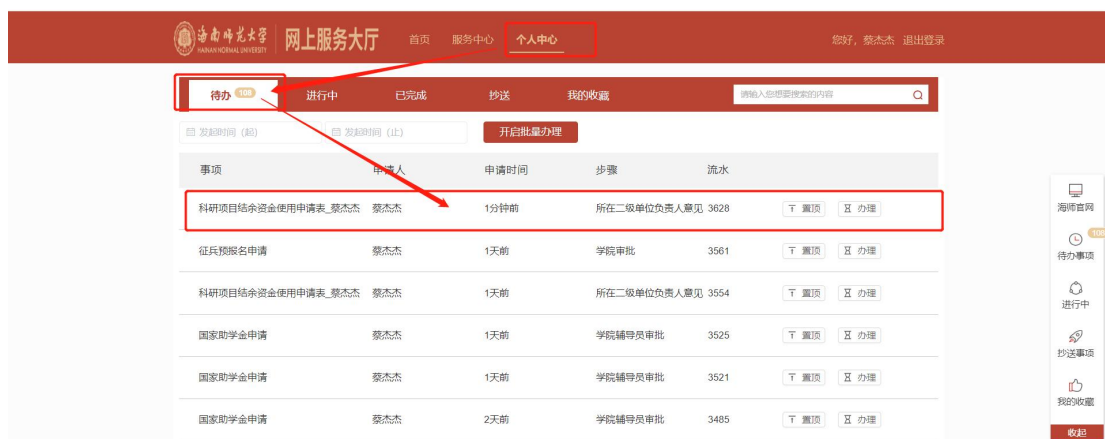 海南师范大学 网上服务大厅 首页 服务中心 个人中心 您好，蔡杰杰 退出登录
HAINAN NORMAL UNIVERSITY
待办 108 进行中 已完成 抄送 我的收藏 请输入您想要搜索的内容
发起时间（起） 发起时间（止） 开启批量办理
事项 申请人 申请时间 步骤 流水
科研项目结余资金使用申请表_蔡杰杰 蔡杰杰 1分钟前 所在二级单位负责人意见 3628 置顶 办理
征兵预报名申请 蔡杰杰 1天前 学院审批 3561 置顶 办理
科研项目结余资金使用申请表_蔡杰杰 蔡杰杰 1天前 所在二级单位负责人意见 3554 置顶 办理
国家助学金申请 蔡杰杰 1天前 学院辅导员审批 3525 置顶 办理
国家助学金申请 蔡杰杰 1天前 学院辅导员审批 3521 置顶 办理
国家助学金申请 蔡杰杰 2天前 学院辅导员审批 3485 置顶 办理
海师官网
108
待办事项
进行中
抄送事项
我的收藏
收起